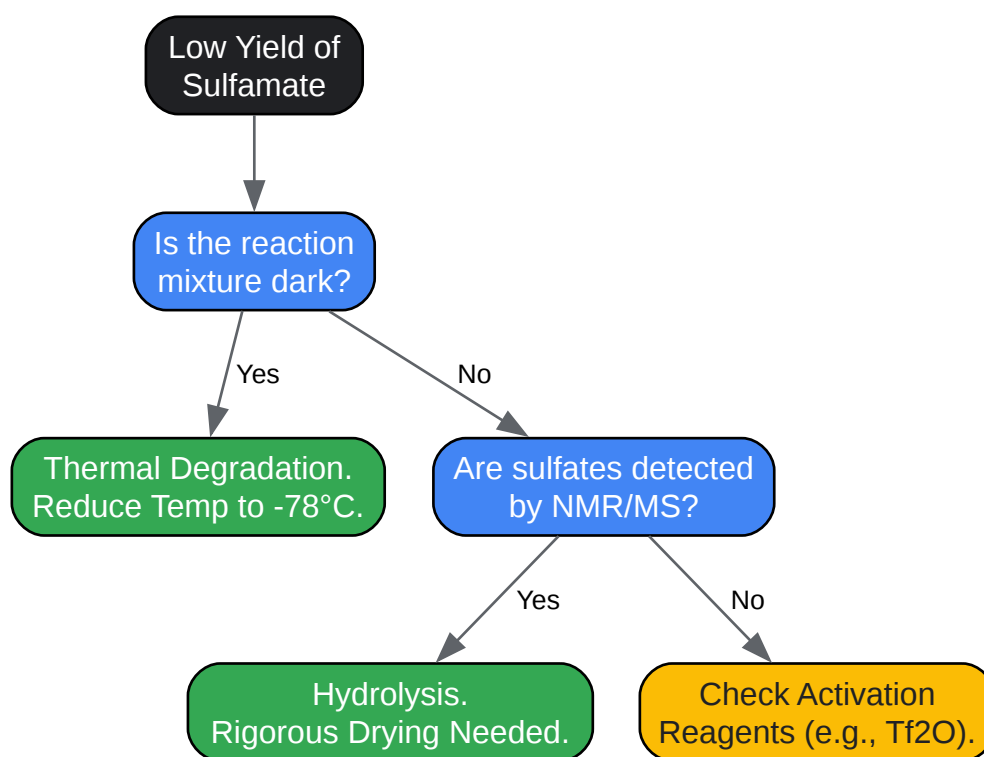 Low Yield of
Sulfamate
Is the reaction
mixture dark?
Yes
No
Thermal Degradation.
Reduce Temp to -78°C.
Are sulfates detected
by NMR/MS?
Yes
No
Hydrolysis.
Rigorous Drying Needed.
Check Activation
Reagents (e.g., Tf2O).